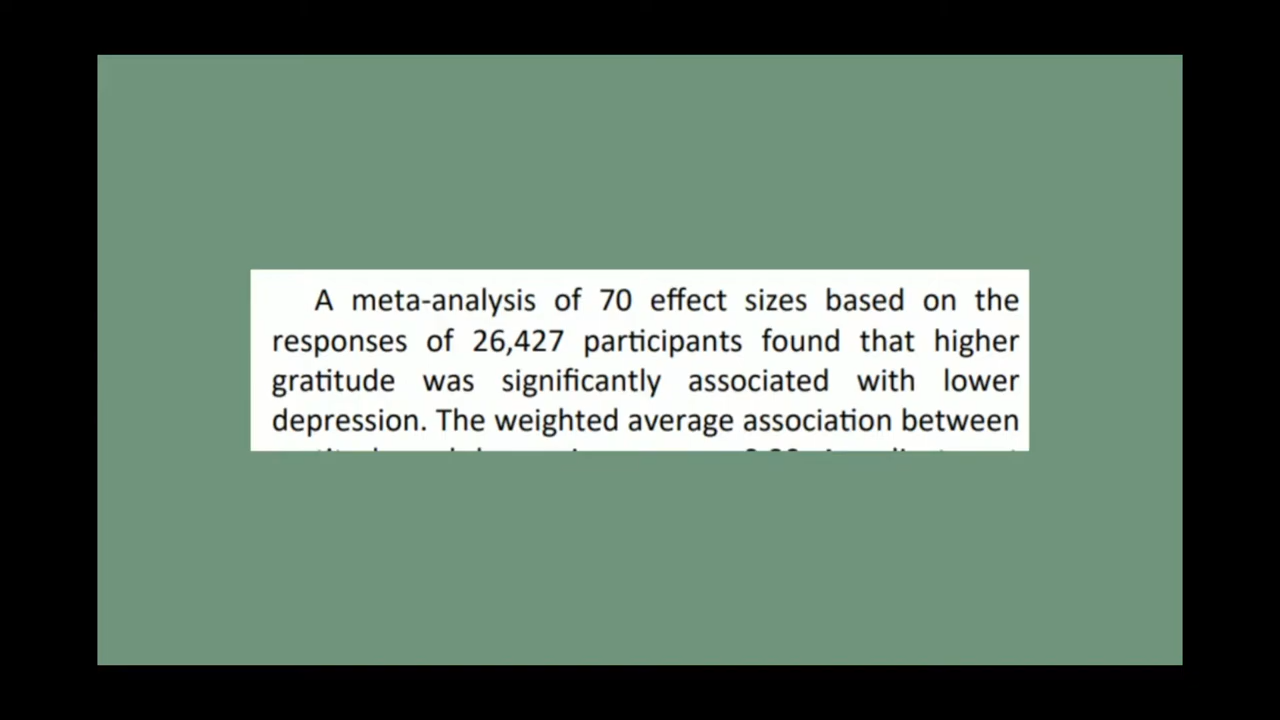 A meta-analysis of 70 effect sizes based on the
responses of 26,427 participants found that higher
gratitude was significantly associated with lower
depression. The weighted average association between